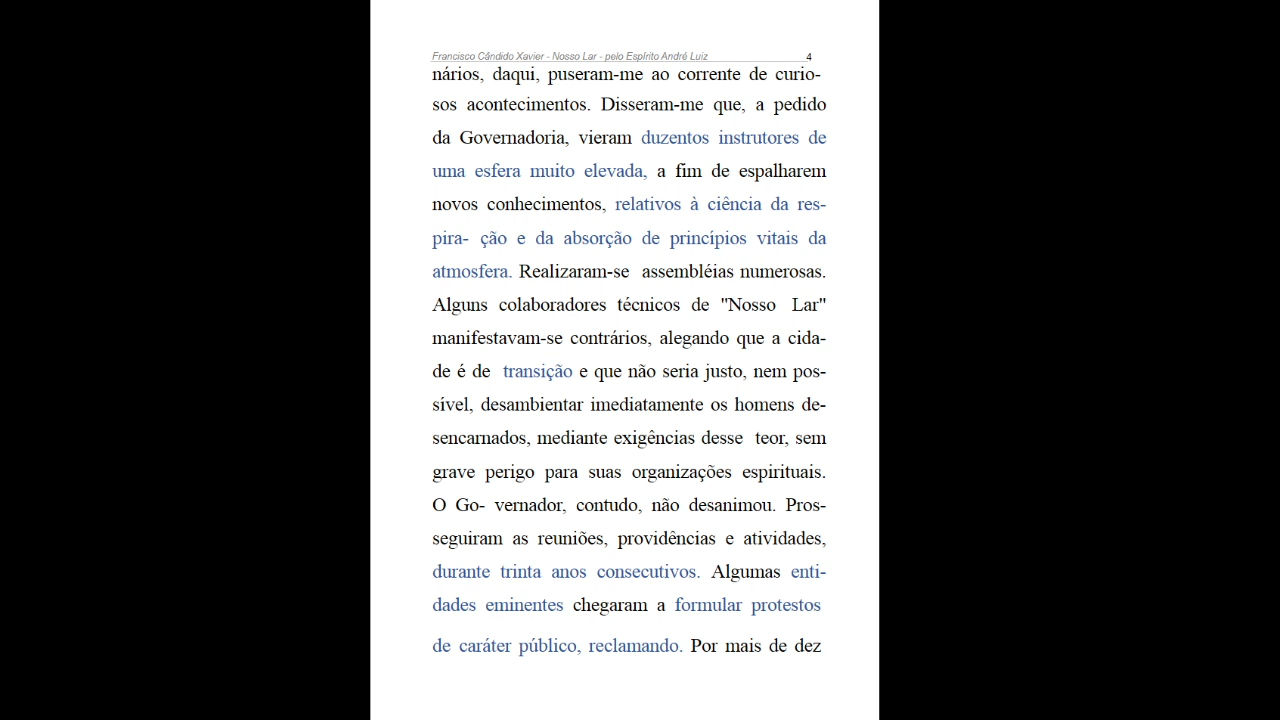 Francisco Cândido Xavier - Nosso Lar - pelo Espírito André Luiz 4
nários, daqui, puseram-me ao corrente de curio-
sos acontecimentos. Disseram-me que, a pedido
da Governadoria, vieram duzentos instrutores de
uma esfera muito elevada, a fim de espalharem
novos conhecimentos, relativos à ciência da res-
pira- ção e da absorção de princípios vitais da
atmosfera. Realizaram-se assembléias numerosas.
Alguns colaboradores técnicos de "Nosso Lar"
manifestavam-se contrários, alegando que a cida-
de é de transição e que não seria justo, nem pos-
sível, desambientar imediatamente os homens de-
sencarnados, mediante exigências desse teor, sem
grave perigo para suas organizações espirituais.
O Go- vernador, contudo, não desanimou. Pros-
seguiram as reuniões, providências e atividades,
durante trinta anos consecutivos. Algumas enti-
dades eminentes chegaram a formular protestos
de caráter público, reclamando. Por mais de dez